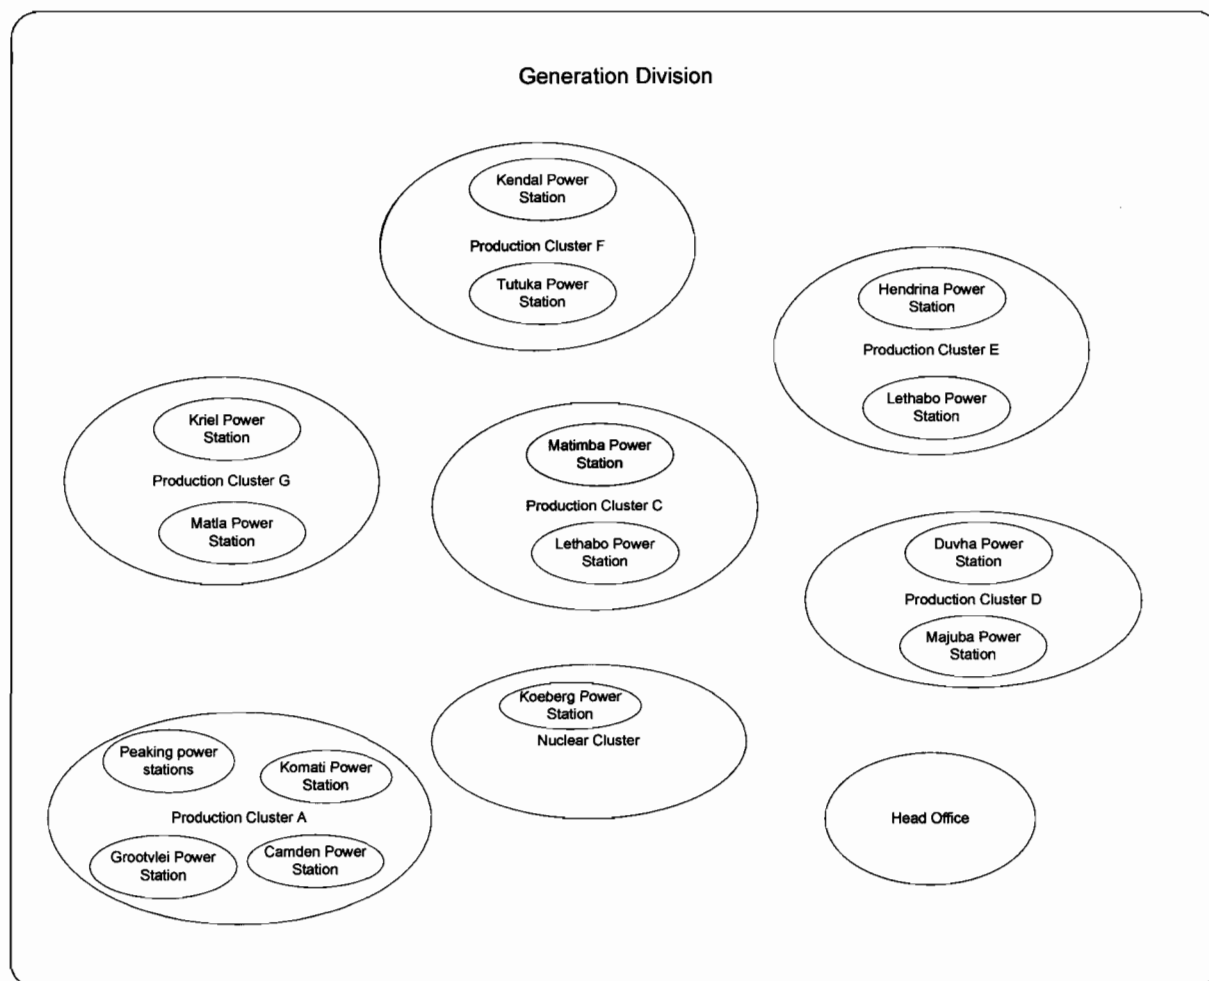 Generation Division
Kendal Power
Station
Production Cluster F
Tutuka Power
Station
Hendrina Power
Station
Production Cluster E
Lethabo Power
Station
Kriel Power
Station
Production Cluster G
Matla Power
Station
Matimba Power
Station
Production Cluster C
Lethabo Power
Station
Duvha Power
Station
Production Cluster D
Majuba Power
Station
Koeberg Power
Station
Nuclear Cluster
Peaking power
stations
Komati Power
Station
Production Cluster A
Grootvlei Power
Station
Camden Power
Station
Head Office